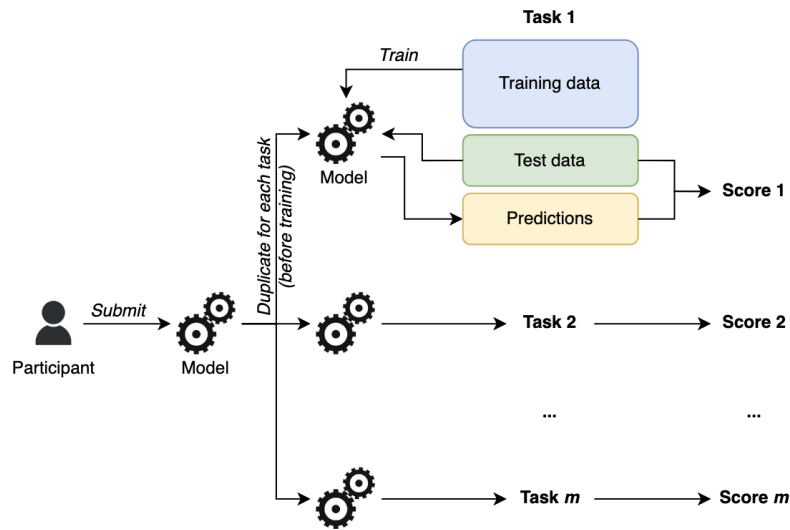 Task 1
Train
Training data
Model
Test data
Predictions
Score 1
Duplicate for each task
(before training)
Submit
Participant
Model
Task 2
Score 2
...
...
Task m
Score m